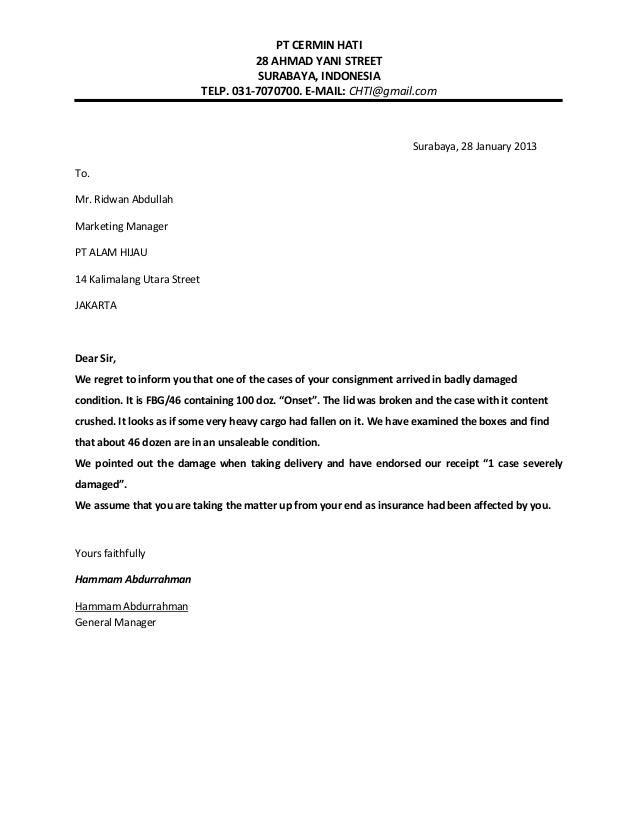 PT CERMIN HATI
28 AHMAD YANI STREET
SURABAYA, INDONESIA
TELP. 031-7070700. E-MAIL: CHTI@gmail.com
Surabaya, 28 January 2013
To.
Mr. Ridwan Abdullah
Marketing Manager
PT ALAM HIJAU
14 Kalimalang Utara Street
JAKARTA
Dear Sir,
We regret to inform you that one of the cases of your consignment arrived in badly damaged
condition. It is FBG/46 containing 100 doz. “Onset”. The lid was broken and the case with it content
crushed. It looks as if some very heavy cargo had fallen on it. We have examined the boxes and find
that about 46 dozen are in an unsaleable condition.
We pointed out the damage when taking delivery and have endorsed our receipt “1 case severely
damaged”.
We assume that you are taking the matter up from your end as insurance had been affected by you.
Yours faithfully
Hammam Abdurrahman
Hammam Abdurrahman
General Manager